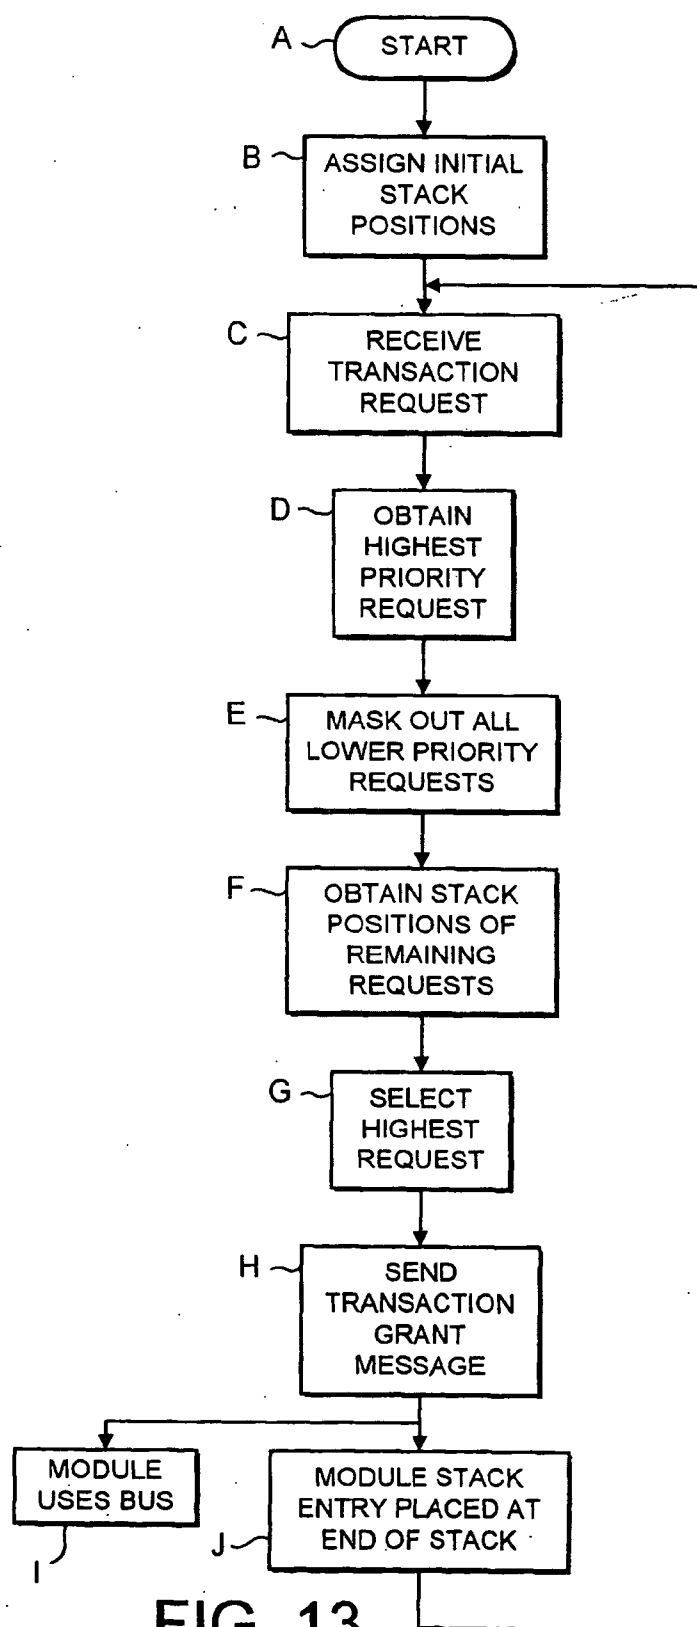 A
START
B
ASSIGN INITIAL
STACK
POSITIONS
C
RECEIVE
TRANSACTION
REQUEST
D
OBTAIN
HIGHEST
PRIORITY
REQUEST
E
MASK OUT ALL
LOWER PRIORITY
REQUESTS
F
OBTAIN STACK
POSITIONS OF
REMAINING
REQUESTS
G
SELECT
HIGHEST
REQUEST
H
SEND
TRANSACTION
GRANT
MESSAGE
MODULE
USES BUS
I
MODULE STACK
ENTRY PLACED AT
END OF STACK
J
FIG. 13